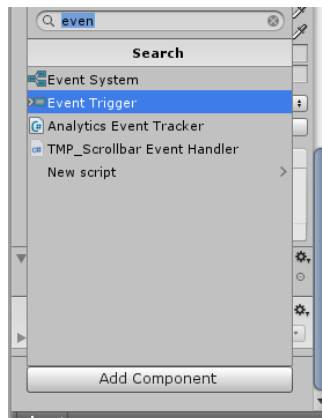 even
Search
Event System
Event Trigger
Analytics Event Tracker
TMP_Scrollbar Event Handler
New script
Add Component